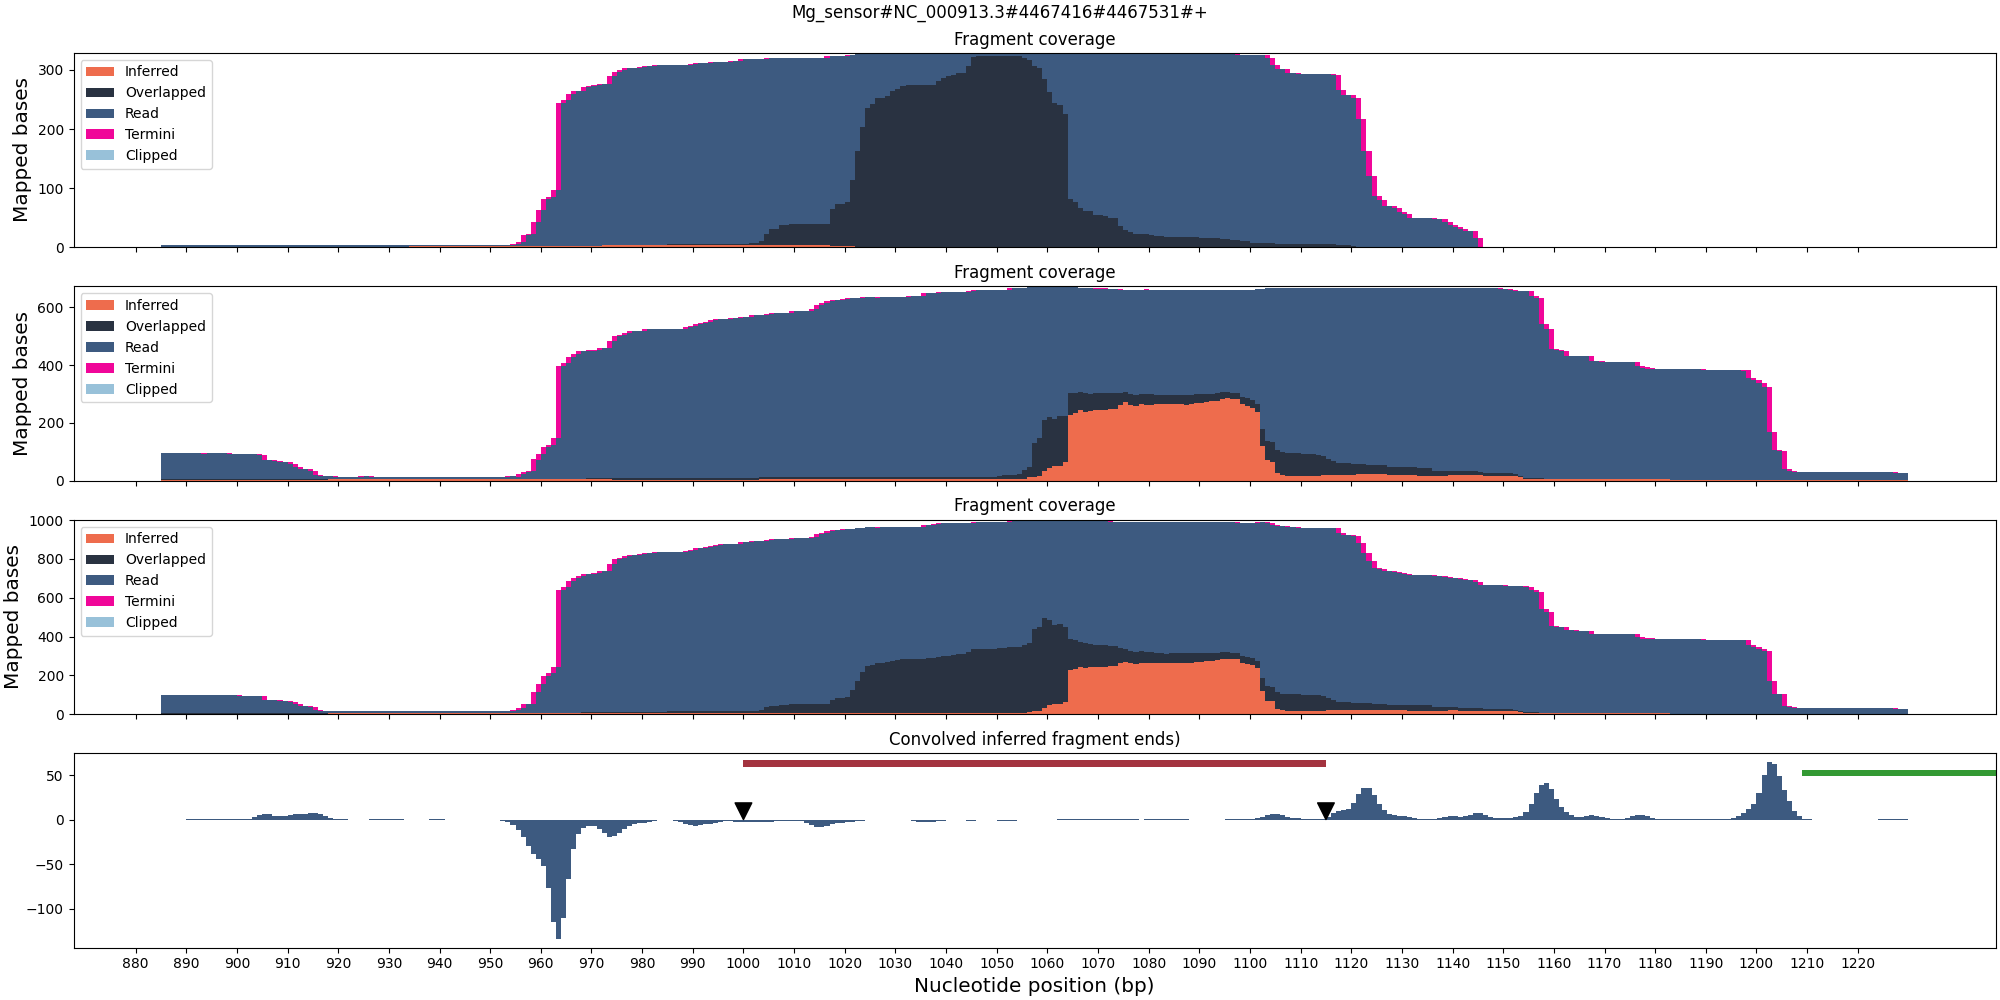 Mg_sensor#NC_000913.3#4467416#4467531#+
Fragment coverage
Mapped bases
300
200
100
0
Inferred
Overlapped
Read
Termini
Clipped
Fragment coverage
Mapped bases
600
400
200
0
Inferred
Overlapped
Read
Termini
Clipped
Fragment coverage
Mapped bases
1000
800
600
400
200
0
Inferred
Overlapped
Read
Termini
Clipped
Convolved inferred fragment ends)
50
0
−50
−100
880 890 900 910 920 930 940 950 960 970 980 990 1000 1010 1020 1030 1040 1050 1060 1070 1080 1090 1100 1110 1120 1130 1140 1150 1160 1170 1180 1190 1200 1210 1220
Nucleotide position (bp)